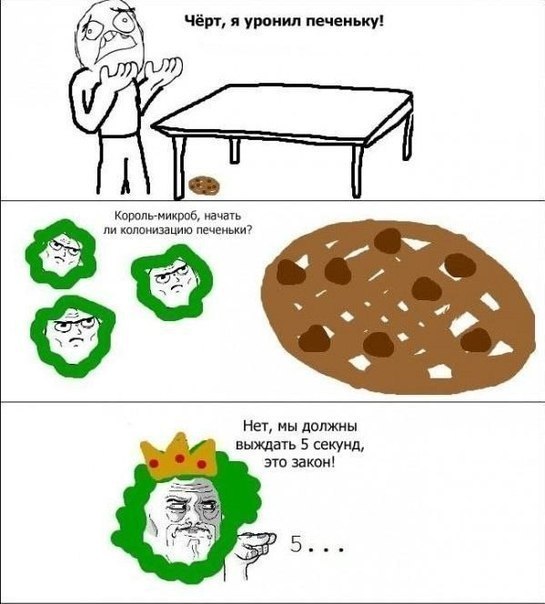 Чёрт, я уронил печеньку!
Король-микроб, начать
ли колонизацию печеньки?
Нет, мы должны
выждать 5 секунд,
это закон!
5...